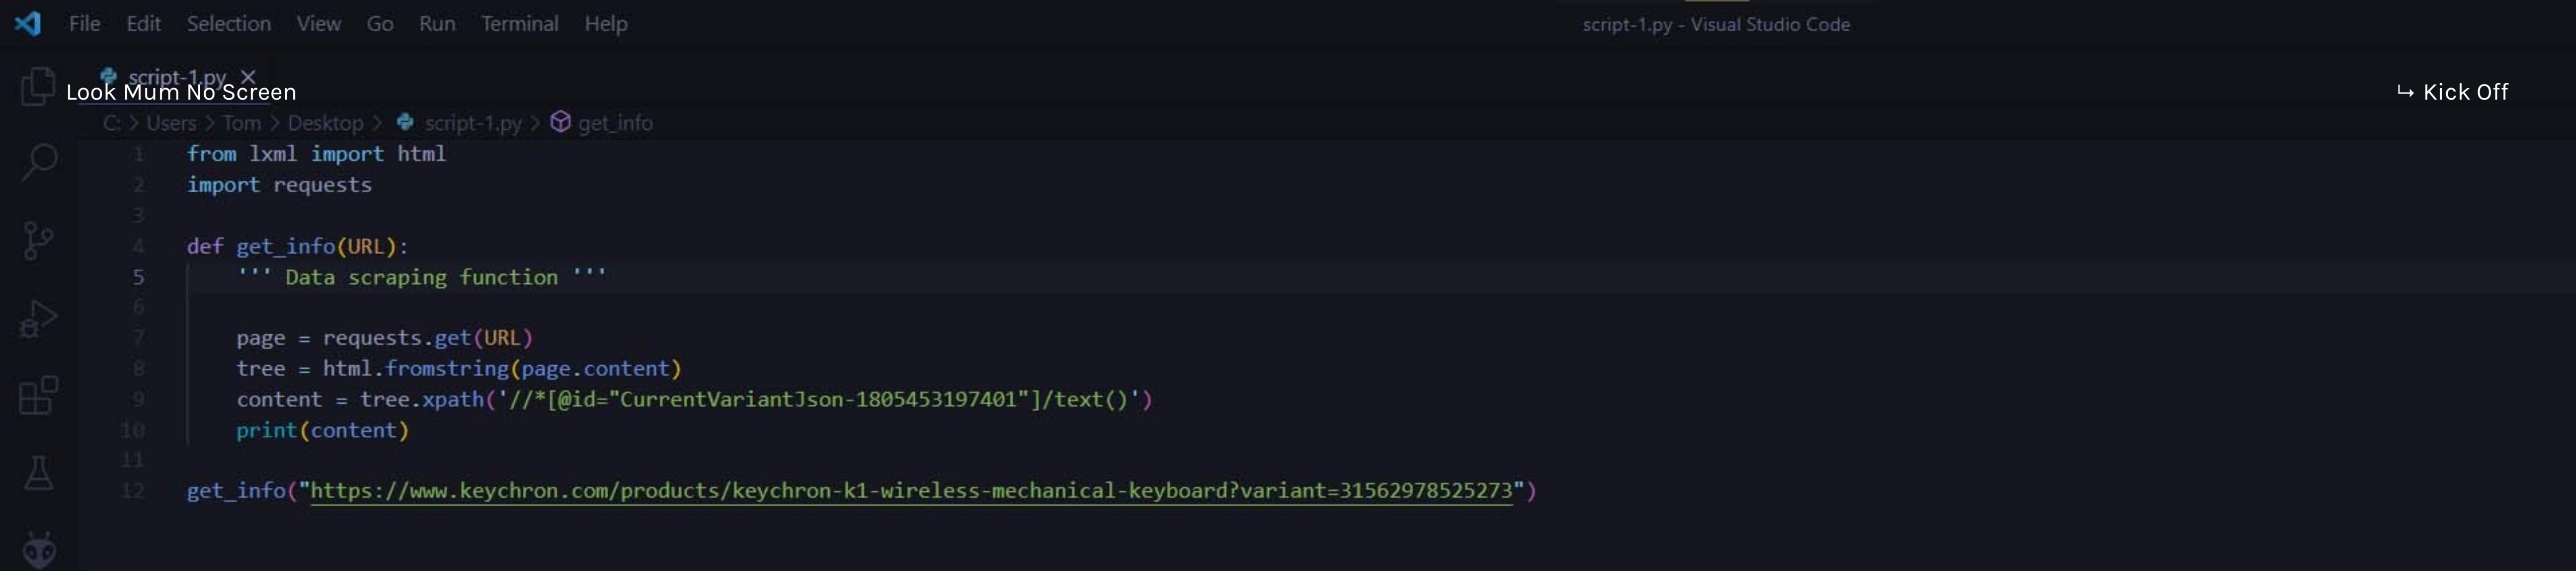 File Edit Selection View Go Run Terminal Help
script-1.py - Visual Studio Code
script-1.py
Look Mum No Screen
↳ Kick Off
C: > Users > Tom > Desktop > script-1.py > get_info
1 from lxml import html
2 import requests
3
4 def get_info(URL):
5 ''' Data scraping function '''
6
7 page = requests.get(URL)
8 tree = html.fromstring(page.content)
9 content = tree.xpath('//*[@id="CurrentVariantJson-1805453197401"]/text()')
10 print(content)
11
12 get_info("https://www.keychron.com/products/keychron-k1-wireless-mechanical-keyboard?variant=31562978525273")